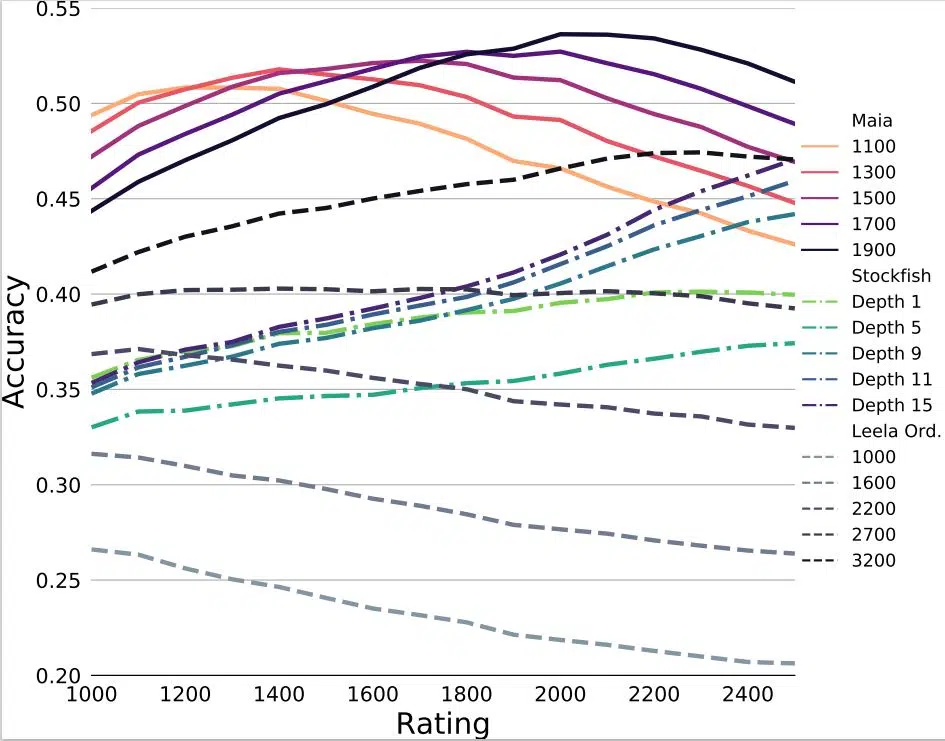 0.55
0.50
0.45
0.40
0.35
0.30
0.25
0.20
Accuracy
1000 1200 1400 1600 1800 2000 2200 2400
Rating
Maia
1100
1300
1500
1700
1900
Stockfish
Depth 1
Depth 5
Depth 9
Depth 11
Depth 15
Leela Ord.
1000
1600
2200
2700
3200